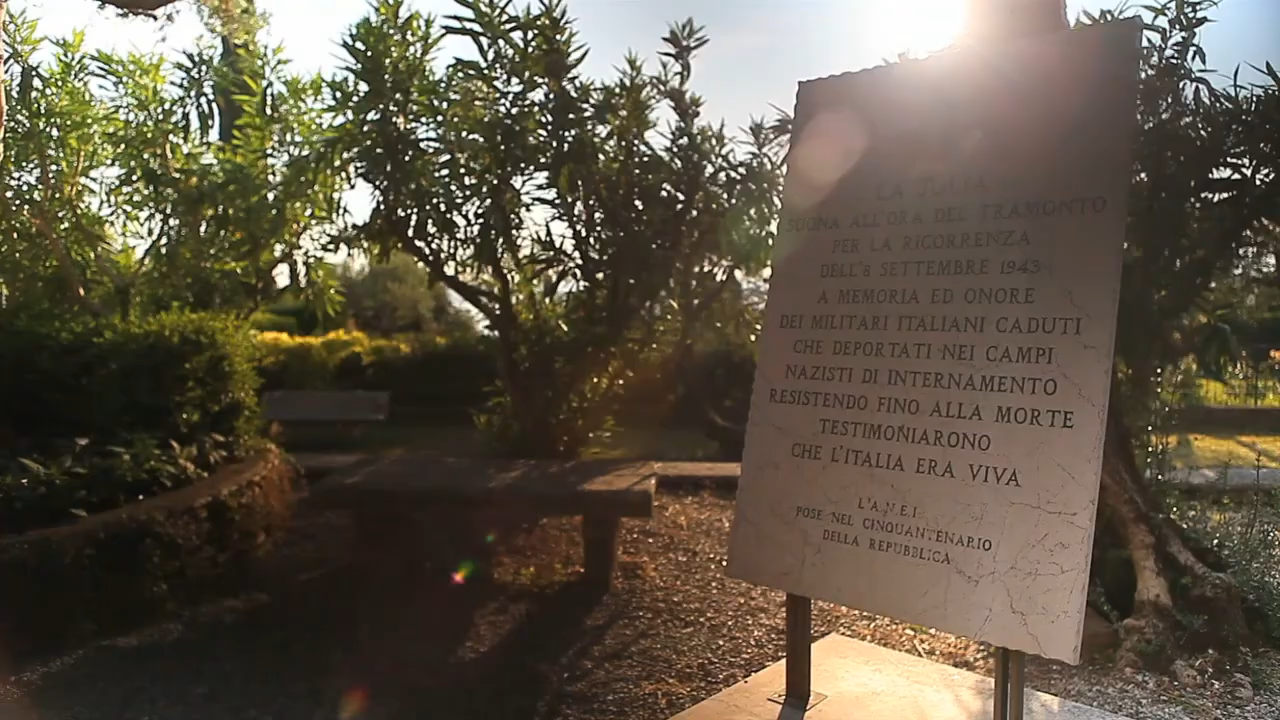 LA JULIA
SUONA ALL'ORA DEL TRAMONTO
PER LA RICORRENZA
DELL'8 SETTEMBRE 1943
A MEMORIA ED ONORE
DEI MILITARI ITALIANI CADUTI
CHE DEPORTATI NEI CAMPI
NAZISTI DI INTERNAMENTO
RESISTENDO FINO ALLA MORTE
TESTIMONIARONO
CHE L'ITALIA ERA VIVA
L'A.N.E.I.
POSE NEL CINQUANTENARIO
DELLA REPUBBLICA